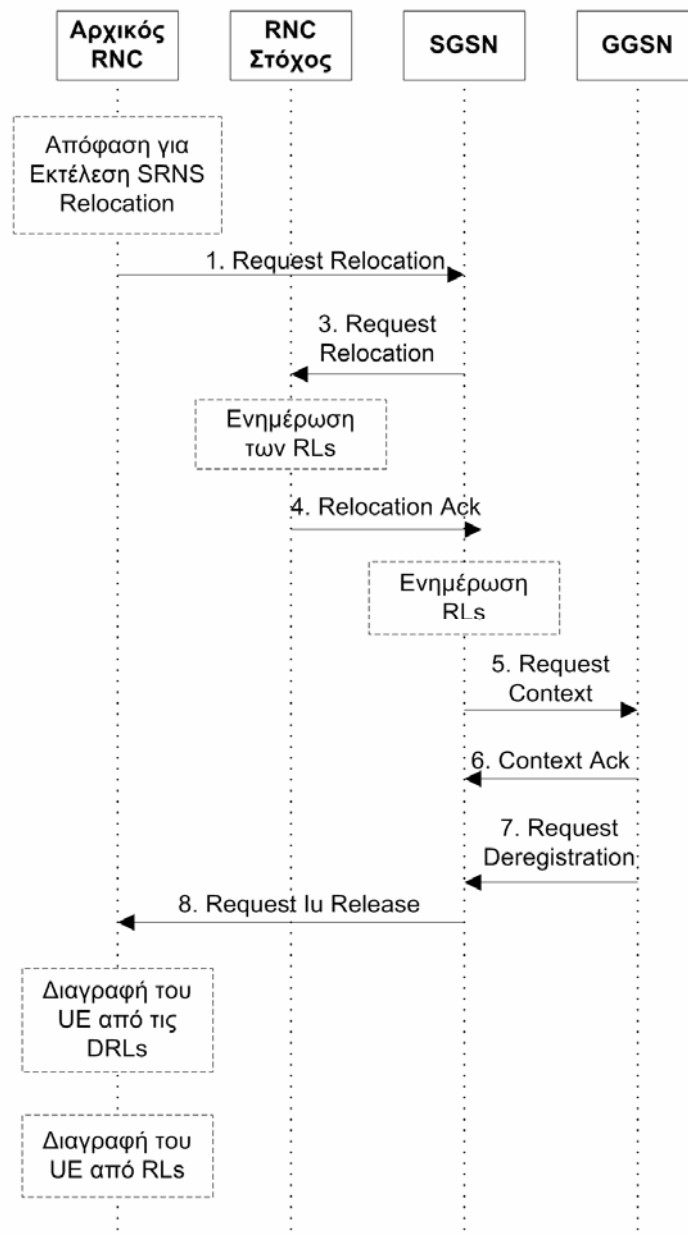 Αρχικός
RNC
RNC
Στόχος
SGSN
GGSN
Απόφαση για
Εκτέλεση SRNS
Relocation
1. Request Relocation
3. Request
Relocation
Ενημέρωση
των RLs
4. Relocation Ack
Ενημέρωση
RLs
5. Request
Context
6. Context Ack
7. Request
Deregistration
8. Request Iu Release
Διαγραφή του
UE από τις
DRLs
Διαγραφή του
UE από RLs